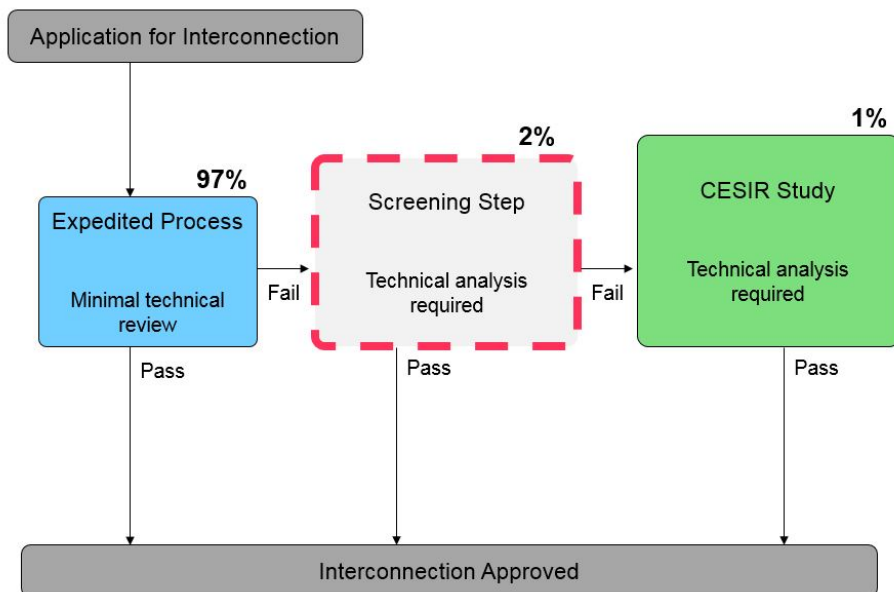 Application for Interconnection
97%
Expedited Process
Minimal technical
review
Fail
Pass
2%
Screening Step
Technical analysis
required
Fail
Pass
1%
CESIR Study
Technical analysis
required
Pass
Interconnection Approved